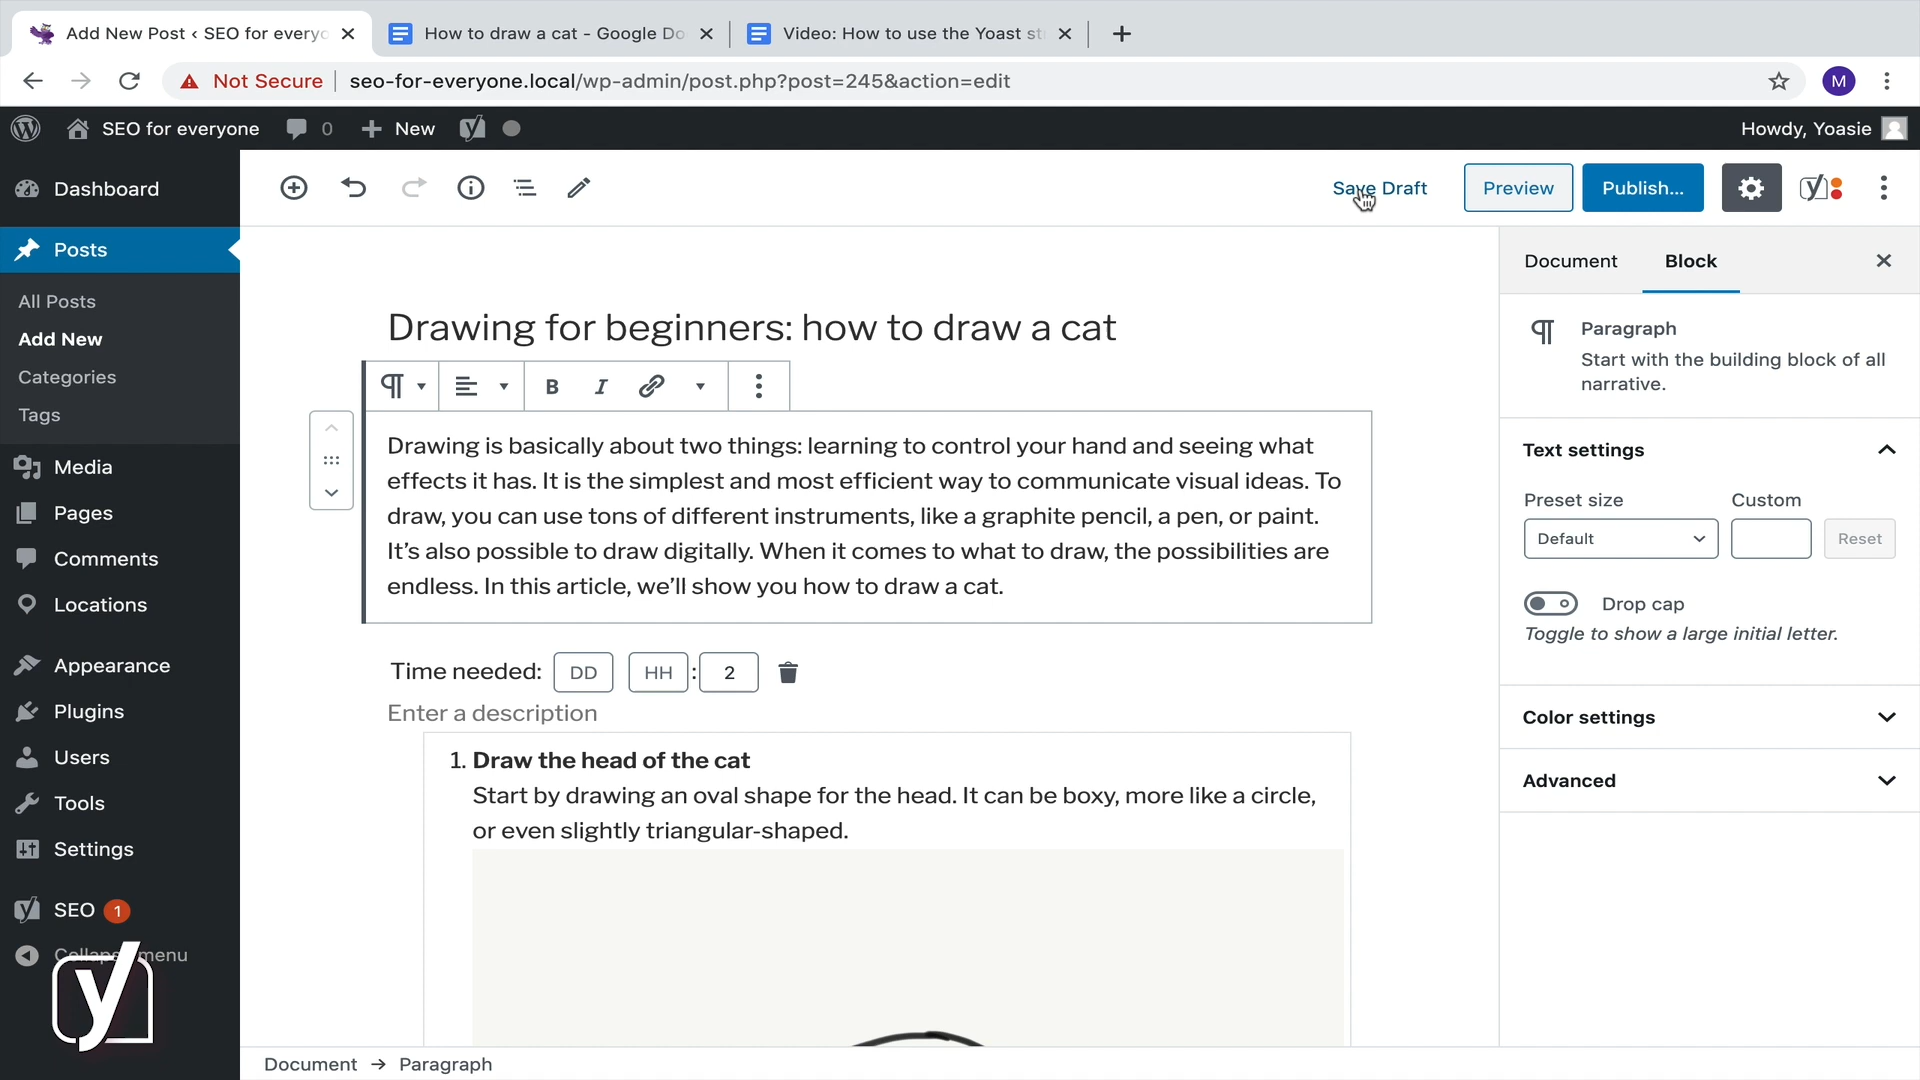 Add New Post ‹ SEO for everyo
How to draw a cat - Google Do
Video: How to use the Yoast st
Not Secure
seo-for-everyone.local/wp-admin/post.php?post=245&action=edit
M
SEO for everyone
0
New
Howdy, Yoasie
Dashboard
Posts
All Posts
Add New
Categories
Tags
Media
Pages
Comments
Locations
Appearance
Plugins
Users
Tools
Settings
SEO 1
Collapse menu
y
Save Draft
Preview
Publish...
Drawing for beginners: how to draw a cat
B I
Drawing is basically about two things: learning to control your hand and seeing what
effects it has. It is the simplest and most efficient way to communicate visual ideas. To
draw, you can use tons of different instruments, like a graphite pencil, a pen, or paint.
It’s also possible to draw digitally. When it comes to what to draw, the possibilities are
endless. In this article, we’ll show you how to draw a cat.
Time needed: DD HH : 2
Enter a description
1. Draw the head of the cat
Start by drawing an oval shape for the head. It can be boxy, more like a circle,
or even slightly triangular-shaped.
Document → Paragraph
Document
Block
Paragraph
Start with the building block of all
narrative.
Text settings
Preset size
Custom
Default
Reset
Drop cap
Toggle to show a large initial letter.
Color settings
Advanced